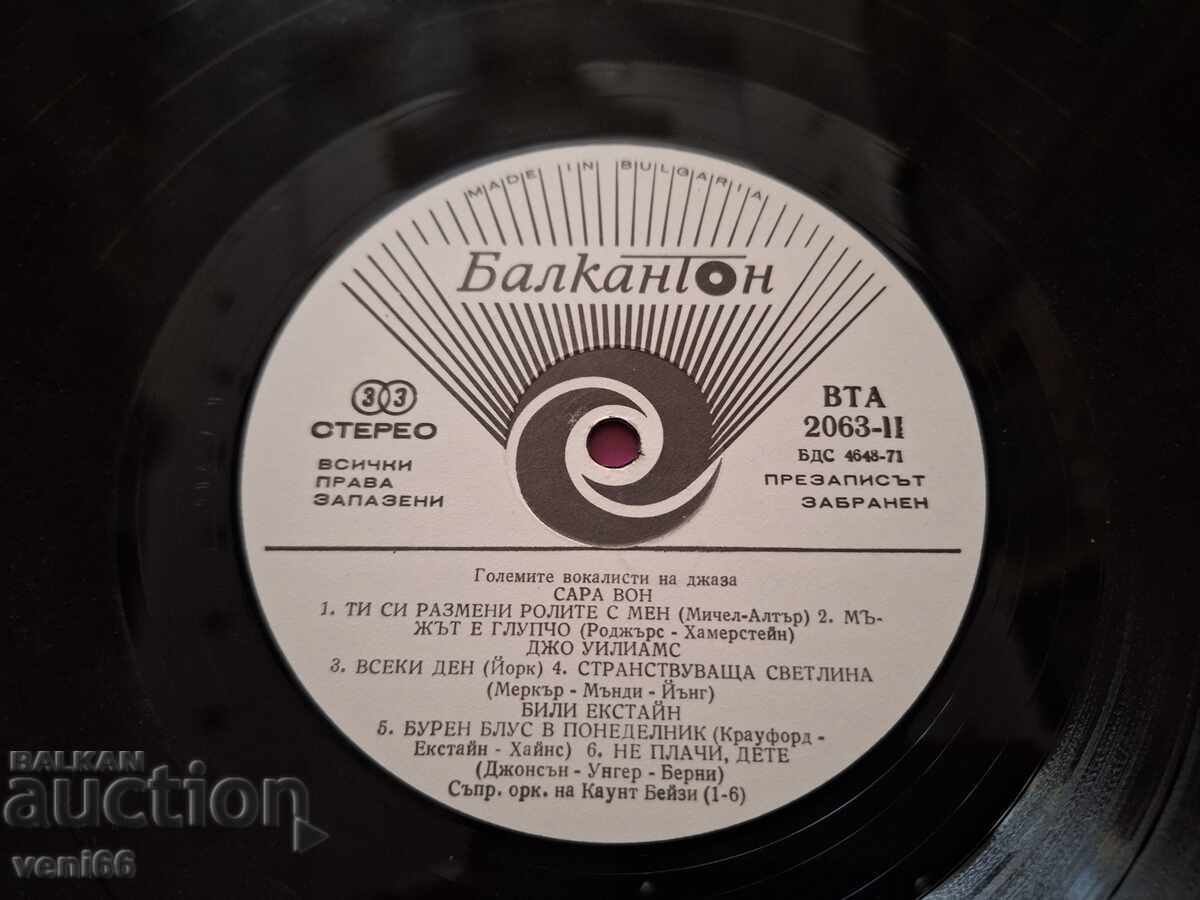 MADE IN BULGARIA
Балкантон
33
СТЕРЕО
ВСИЧКИ
ПРАВА
ЗАПАЗЕНИ
ВТА
2063-II
БДС 4648-71
ПРЕЗАПИСЪТ
ЗАБРАНЕН
Големите вокалисти на джаза
САРА ВОН
1. ТИ СИ РАЗМЕНИ РОЛИТЕ С МЕН (Мичел-Алтър) 2. МЪ-
ЖЪТ Е ГЛУПЧО (Роджърс - Хамерстейн)
ДЖО УИЛИАМС
3. ВСЕКИ ДЕН (Йорк) 4. СТРАНСТВУВАЩА СВЕТЛИНА
(Меркър - Мънди - Йънг)
БИЛИ ЕКСТАЙН
5. БУРЕН БЛУС В ПОНЕДЕЛНИК (Крауфорд -
Екстайн - Хайнс) 6. НЕ ПЛАЧИ, ДЕТЕ
(Джонсън - Унгер - Берни)
Съпр. орк. на Каунт Бейзи (1-6)
BALKAN
auction
veni66